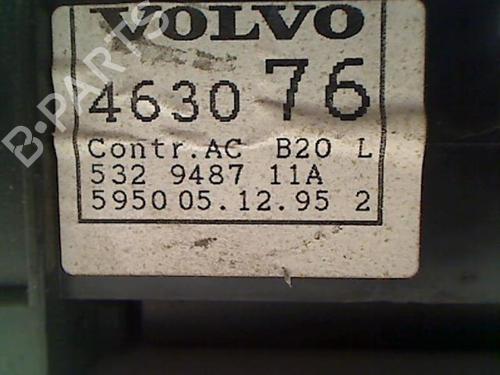 VOLVO
4630 76
Contr.AC B20 L
532 9487 11A
5950 05.12.95 2
B-PARTS